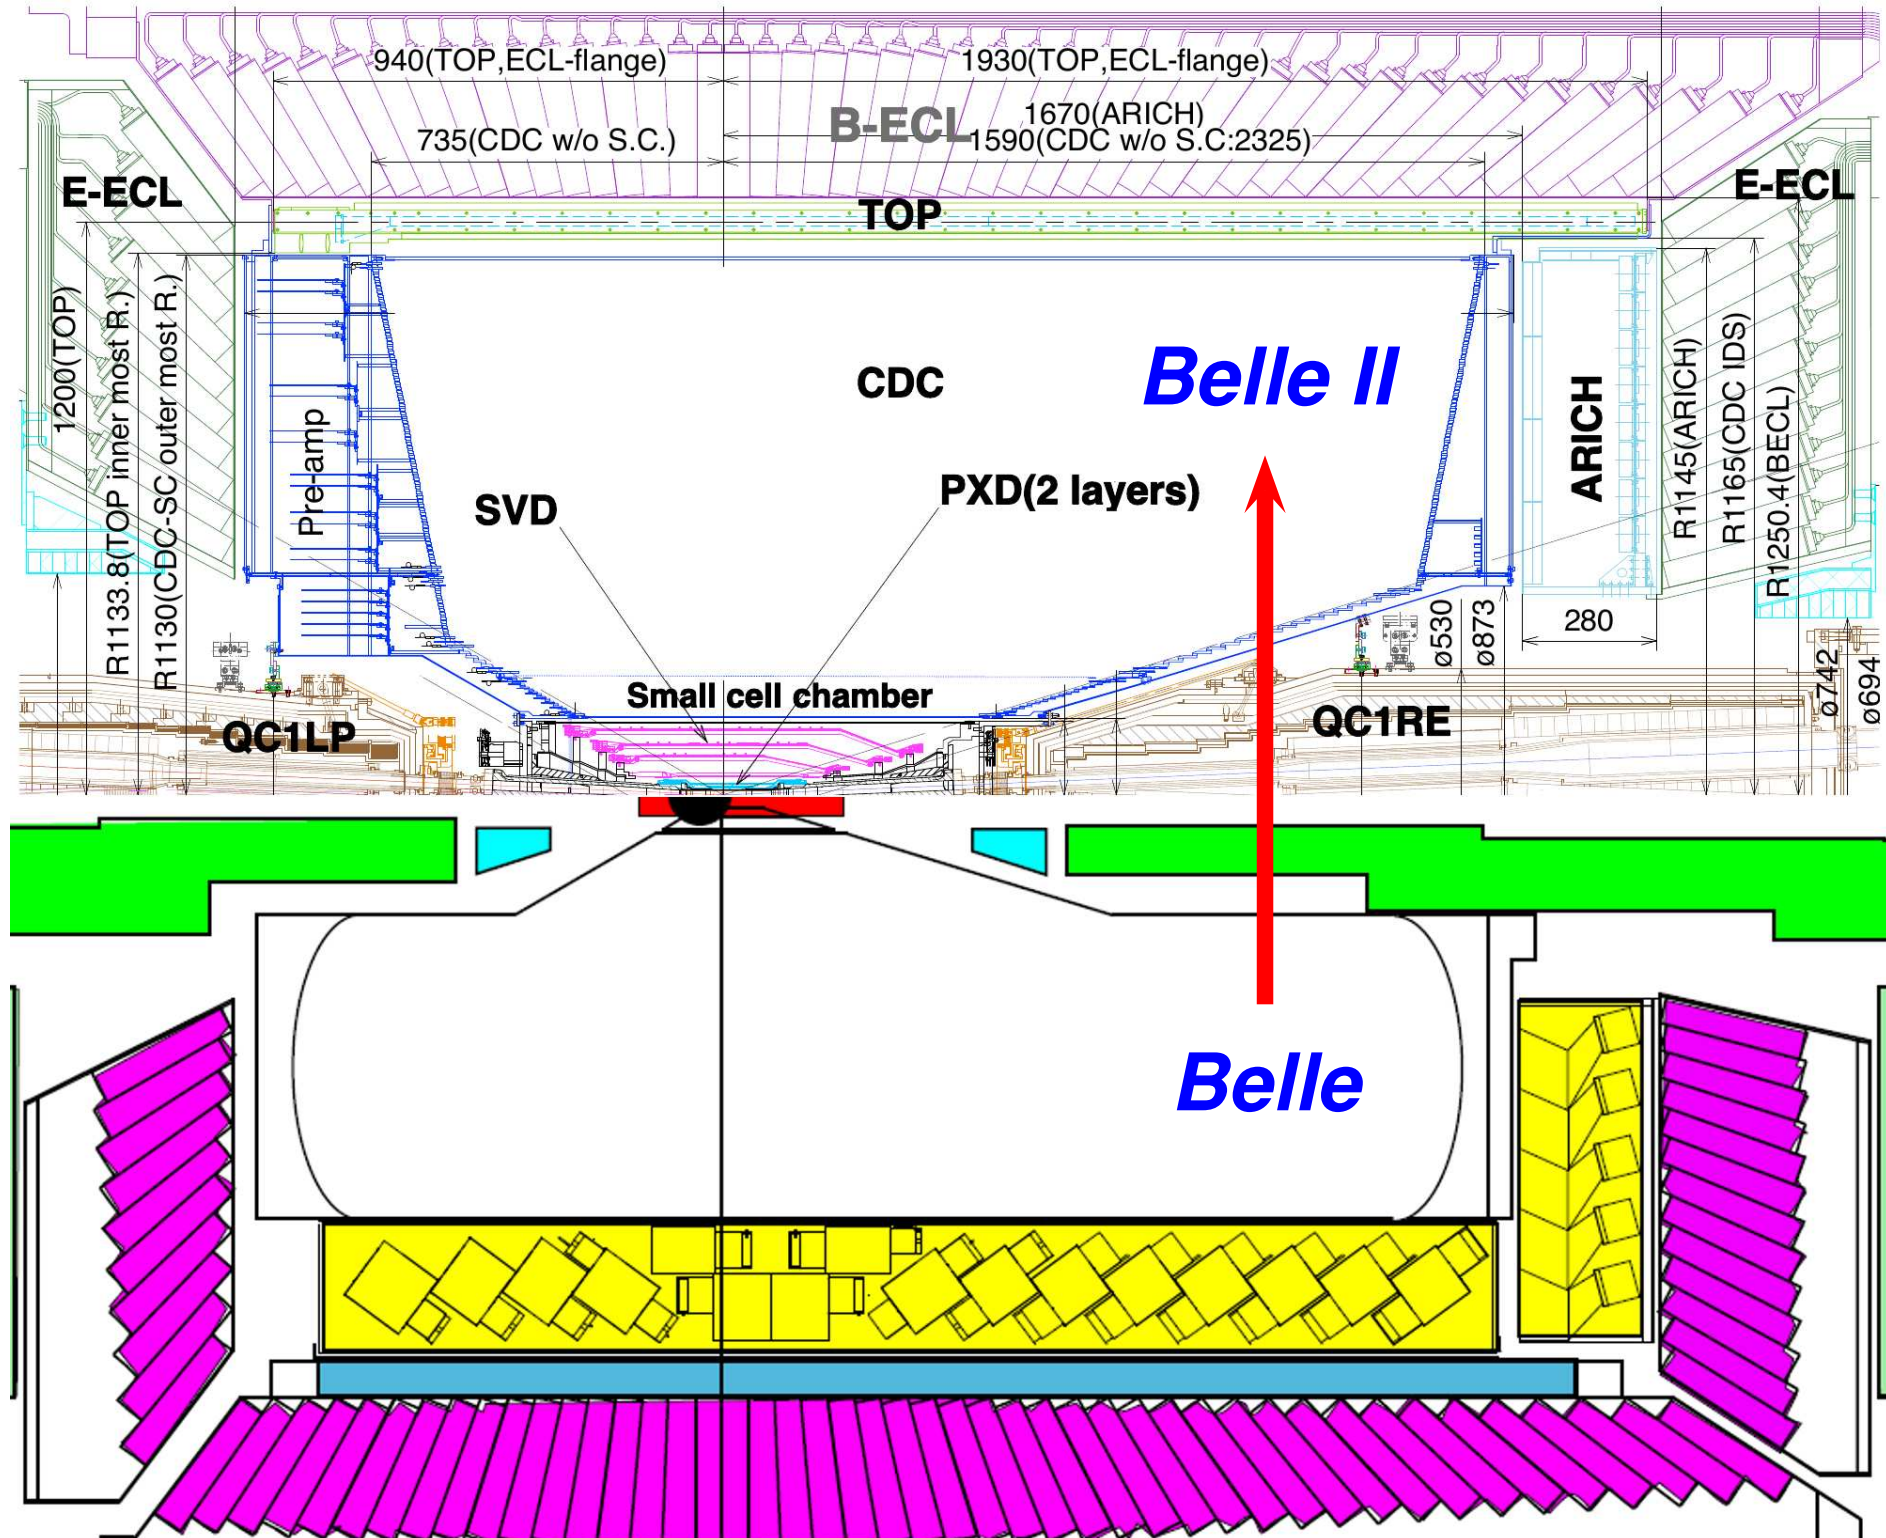 940(TOP,ECL-flange)
1930(TOP,ECL-flange)
B-ECL
1670(ARICH)
735(CDC w/o S.C.)
1590(CDC w/o S.C:2325)
E-ECL
E-ECL
TOP
1200(TOP)
R1133.8(TOP inner most R.)
R1130(CDC-SC outer most R.)
Pre-amp
CDC
Belle II
ARICH
R1145(ARICH)
R1165(CDC IDS)
R1250.4(BECL)
SVD
PXD(2 layers)
ø530
ø873
280
ø742
ø694
Small cell chamber
QC1LP
QC1RE
Belle